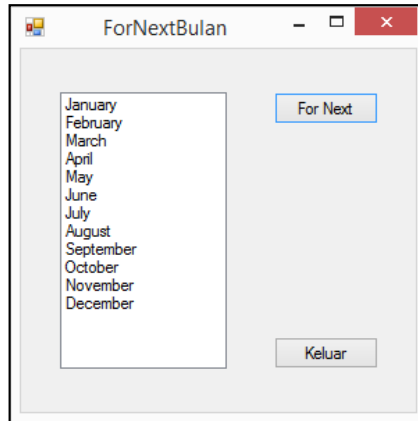 ForNextBulan
January
February
March
April
May
June
July
August
September
October
November
December
For Next
Keluar